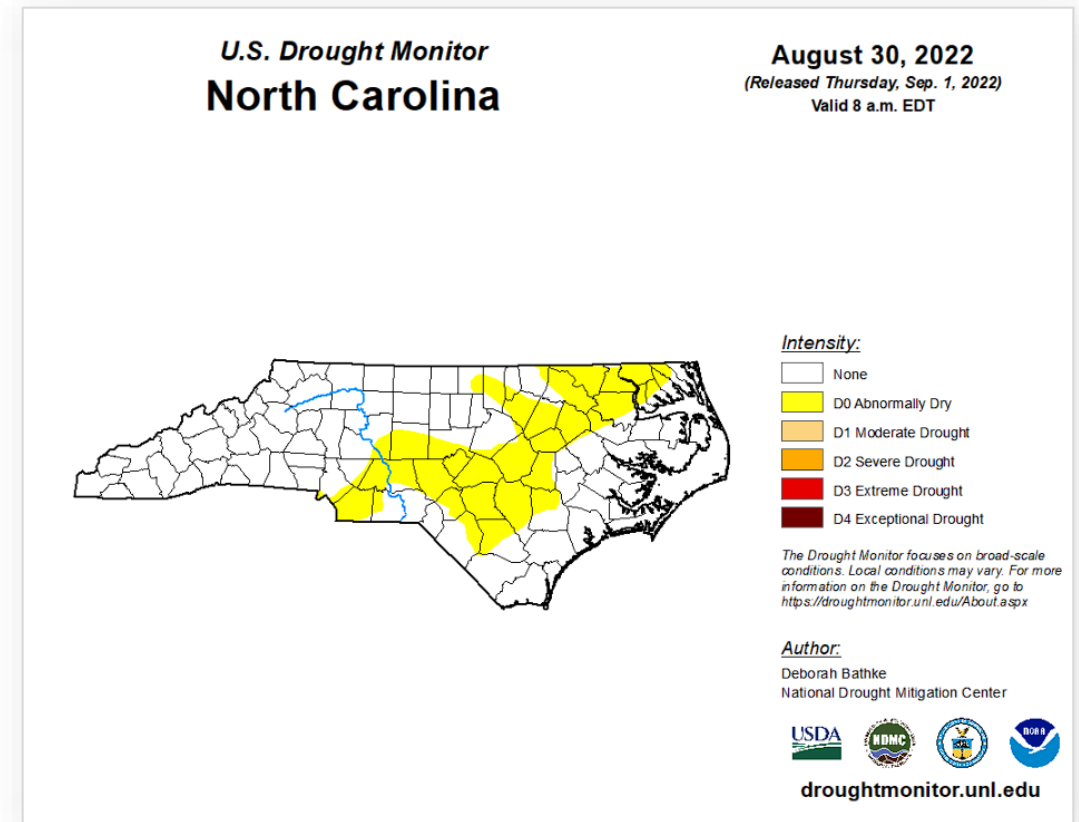 U.S. Drought Monitor
North Carolina
August 30, 2022
(Released Thursday, Sep. 1, 2022)
Valid 8 a.m. EDT
Intensity:
None
D0 Abnormally Dry
D1 Moderate Drought
D2 Severe Drought
D3 Extreme Drought
D4 Exceptional Drought
The Drought Monitor focuses on broad-scale
conditions. Local conditions may vary. For more
information on the Drought Monitor, go to
https://droughtmonitor.unl.edu/About.aspx
Author:
Deborah Bathke
National Drought Mitigation Center
USDA
NDMC
NOAA
droughtmonitor.unl.edu